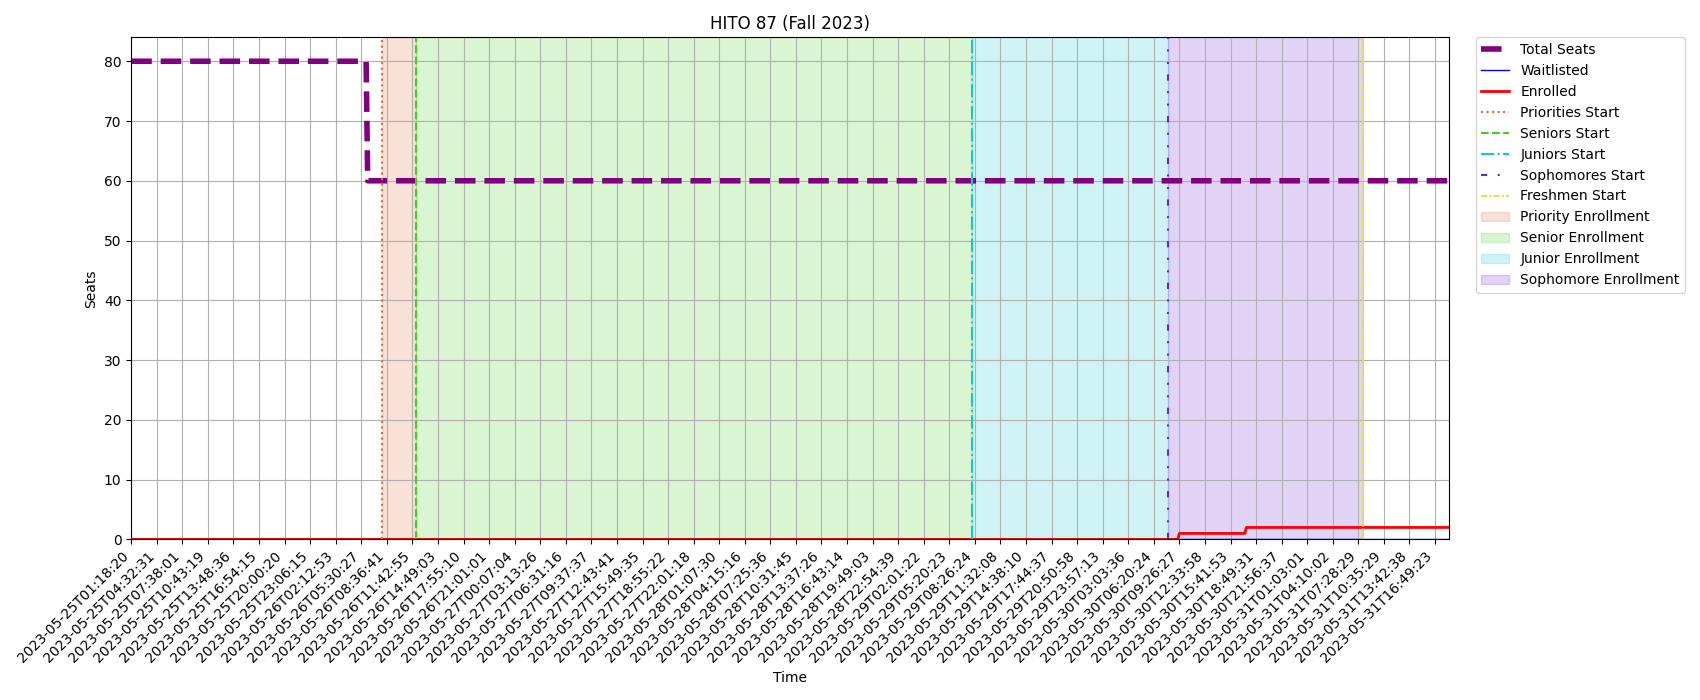 HITO 87 (Fall 2023)
80
70
60
50
40
30
20
10
0
Seats
Total Seats
Waitlisted
Enrolled
Priorities Start
Seniors Start
Juniors Start
Sophomores Start
Freshmen Start
Priority Enrollment
Senior Enrollment
Junior Enrollment
Sophomore Enrollment
2023-05-25T01:18:20
2023-05-25T04:32:31
2023-05-25T07:38:01
2023-05-25T10:43:19
2023-05-25T13:48:36
2023-05-25T16:54:15
2023-05-25T20:00:20
2023-05-25T23:06:15
2023-05-26T02:12:53
2023-05-26T05:30:27
2023-05-26T08:36:41
2023-05-26T11:42:55
2023-05-26T14:49:03
2023-05-26T17:55:10
2023-05-26T21:01:01
2023-05-27T00:07:04
2023-05-27T03:13:26
2023-05-27T06:31:16
2023-05-27T09:37:37
2023-05-27T12:43:41
2023-05-27T15:49:35
2023-05-27T18:55:22
2023-05-27T22:01:18
2023-05-28T01:07:30
2023-05-28T04:15:16
2023-05-28T07:25:36
2023-05-28T10:31:45
2023-05-28T13:37:26
2023-05-28T16:43:14
2023-05-28T19:49:03
2023-05-28T22:54:39
2023-05-29T02:01:22
2023-05-29T05:20:23
2023-05-29T08:26:24
2023-05-29T11:32:08
2023-05-29T14:38:10
2023-05-29T17:44:37
2023-05-29T20:50:58
2023-05-29T23:57:13
2023-05-30T03:03:36
2023-05-30T06:20:24
2023-05-30T09:26:27
2023-05-30T12:33:58
2023-05-30T15:41:53
2023-05-30T18:49:31
2023-05-30T21:56:37
2023-05-31T01:03:01
2023-05-31T04:10:02
2023-05-31T07:28:29
2023-05-31T10:35:29
2023-05-31T13:42:38
2023-05-31T16:49:23
Time